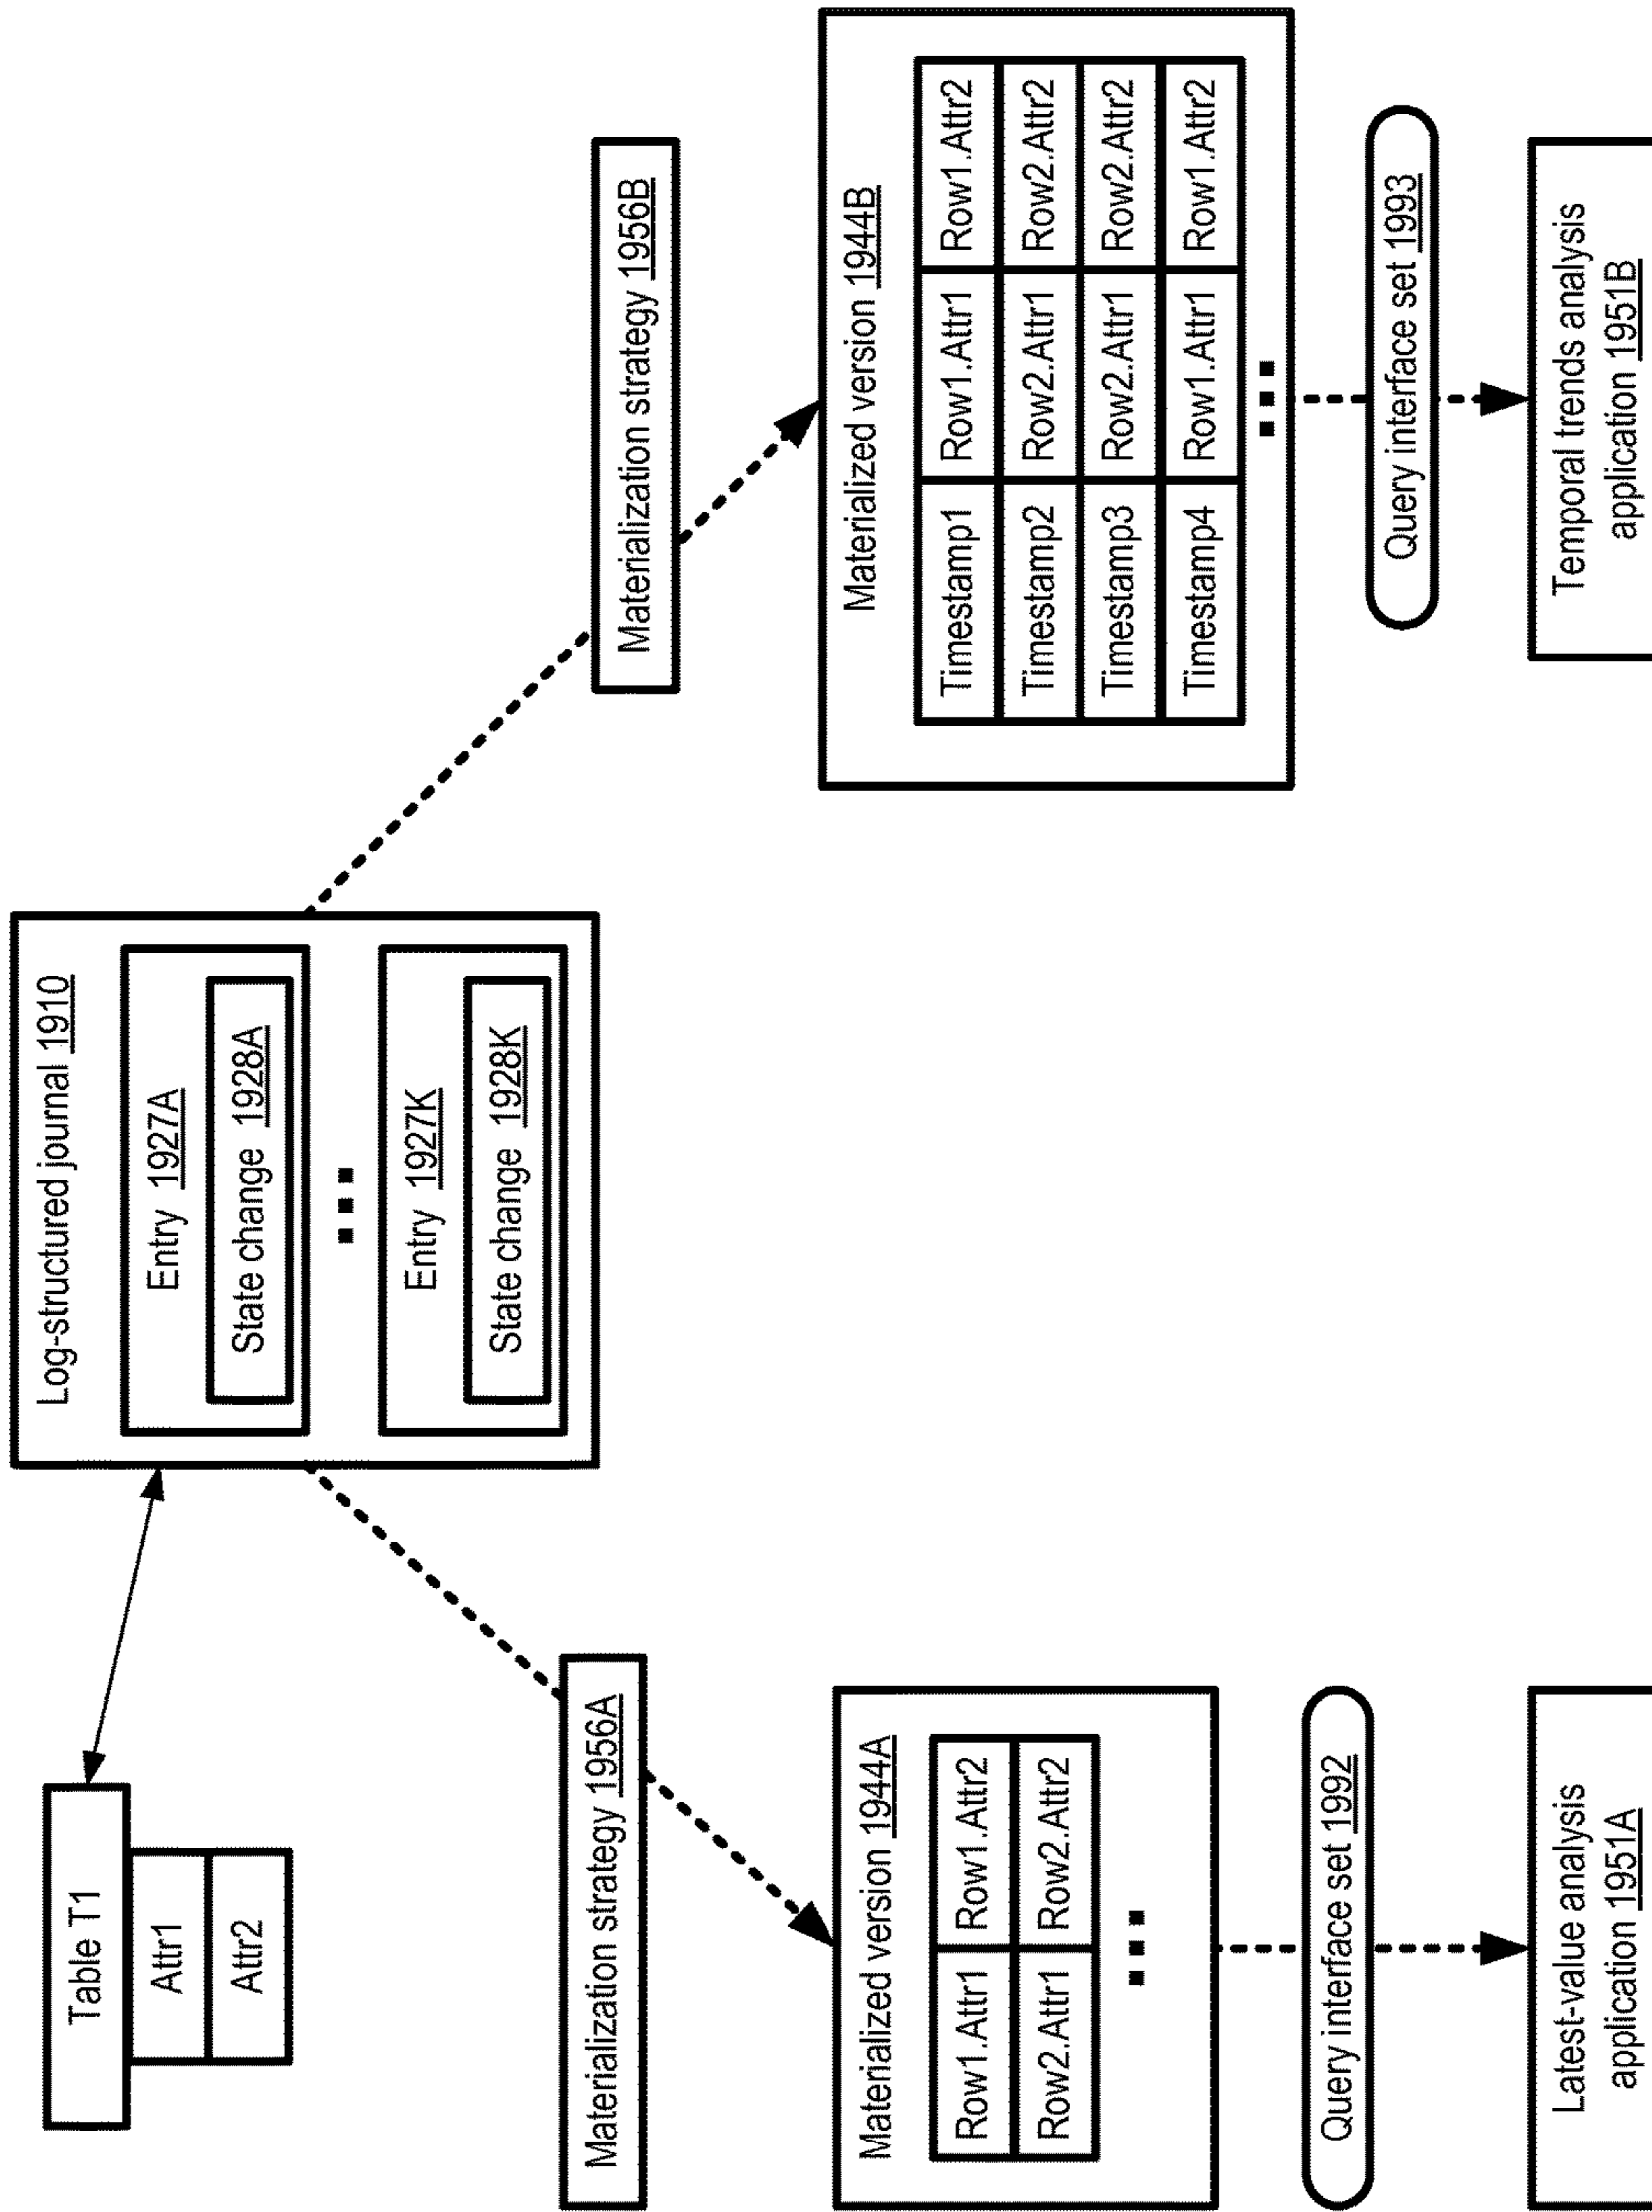 Table T1
Attr1
Attr2
Log-structured journal 1910
Entry 1927A
State change 1928A
Entry 1927K
State change 1928K
Materialization strategy 1956A
Materialization strategy 1956B
Materialized version 1944A
Row1.Attr1 Row1.Attr2
Row2.Attr1 Row2.Attr2
Query interface set 1992
Latest-value analysis
application 1951A
Materialized version 1944B
Timestamp1 Row1.Attr1 Row1.Attr2
Timestamp2 Row2.Attr1 Row2.Attr2
Timestamp3 Row2.Attr1 Row2.Attr2
Timestamp4 Row1.Attr1 Row1.Attr2
Query interface set 1993
Temporal trends analysis
application 1951B